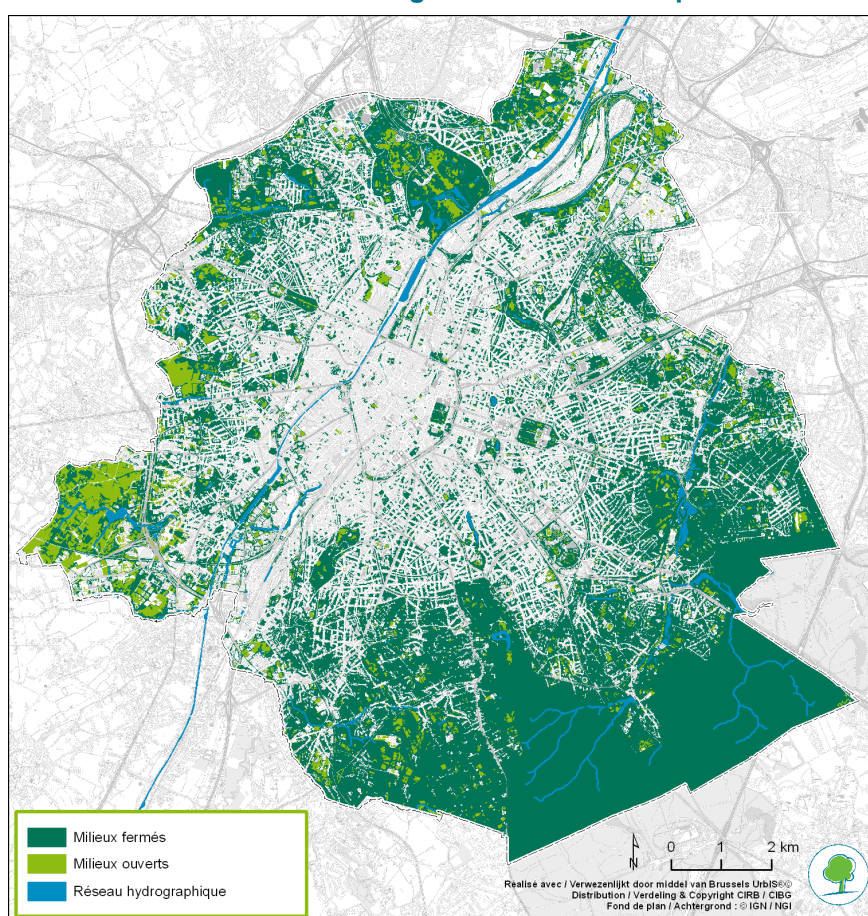 Milieux fermés
Milieux ouverts
Réseau hydrographique
N
0 1 2 km
Réalisé avec / Verwezenlijkt door middel van Brussels UrbIS®©
Distribution / Verdeling & Copyright CIRB / CIBG
Fond de plan / Achtergrond : © IGN / NGI